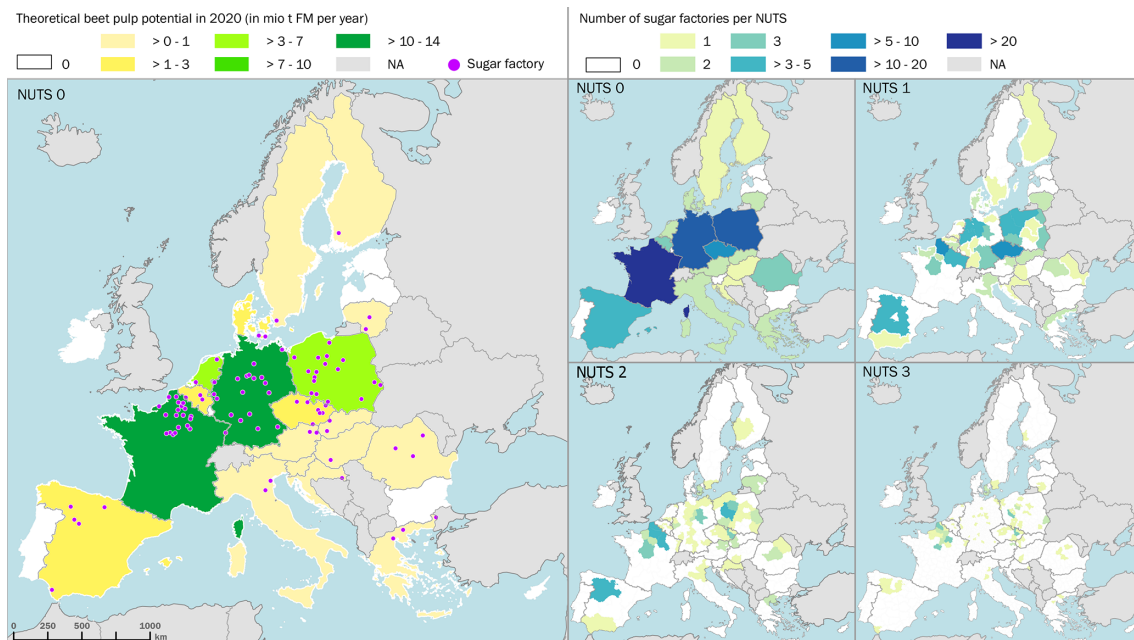 Theoretical beet pulp potential in 2020 (in mio t FM per year)
0
> 0 - 1
> 1 - 3
> 3 - 7
> 7 - 10
> 10 - 14
NA
Sugar factory
Number of sugar factories per NUTS
0
1
2
3
> 3 - 5
> 5 - 10
> 10 - 20
> 20
NA
NUTS 0
NUTS 0
NUTS 1
NUTS 2
NUTS 3
0 250 500 1000
km